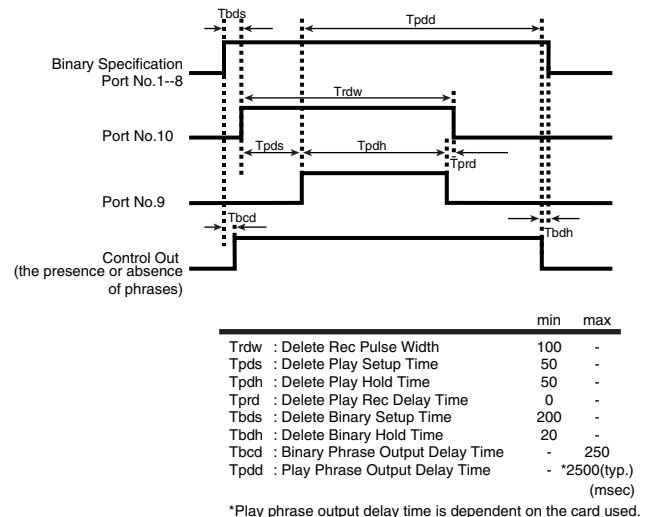 Tbds
Tpdd
Binary Specification
Port No.1--8
Trdw
Port No.10
Tpds
Tpdh
Tprd
Port No.9
Tbcd
Tbdh
Control Out
(the presence or absence
of phrases)
min max
Trdw : Delete Rec Pulse Width 100 -
Tpds : Delete Play Setup Time 50 -
Tpdh : Delete Play Hold Time 50 -
Tprd : Delete Play Rec Delay Time 0 -
Tbds : Delete Binary Setup Time 200 -
Tbdh : Delete Binary Hold Time 20 -
Tbcd : Binary Phrase Output Delay Time - 250
Tpdd : Play Phrase Output Delay Time - *2500(typ.)
(msec)
*Play phrase output delay time is dependent on the card used.